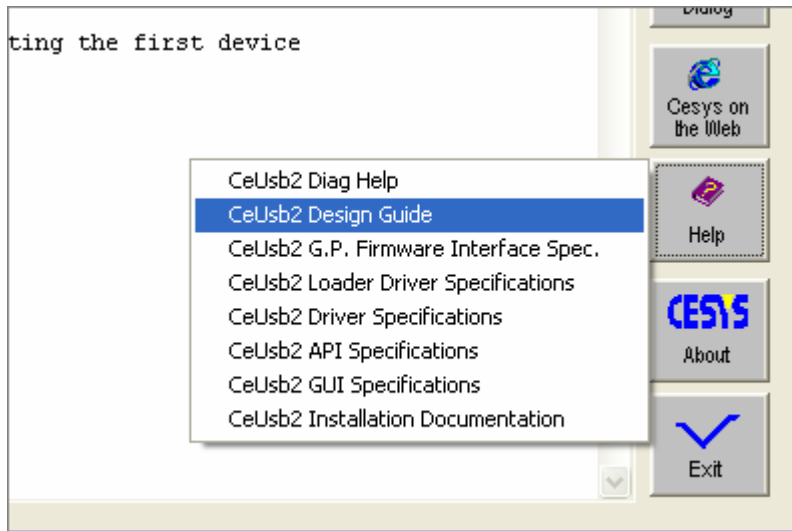 Dialog
ting the first device
Cesys on
the Web
CeUsb2 Diag Help
CeUsb2 Design Guide
CeUsb2 G.P. Firmware Interface Spec.
CeUsb2 Loader Driver Specifications
CeUsb2 Driver Specifications
CeUsb2 API Specifications
CeUsb2 GUI Specifications
CeUsb2 Installation Documentation
Help
CESYS
About
Exit